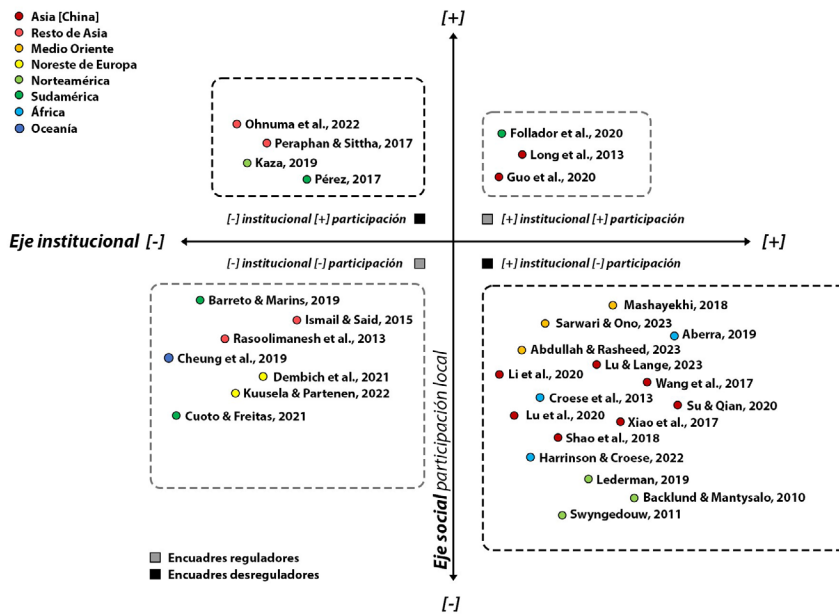 Asia [China]
Resto de Asia
Medio Oriente
Noreste de Europa
Norteamérica
Sudamérica
África
Oceanía
[+]
Ohnuma et al., 2022
Peraphan & Sittha, 2017
Kaza, 2019
Pérez, 2017
Follador et al., 2020
Long et al., 2013
Guo et al., 2020
[-] institucional [+] participación
[+] institucional [+] participación
Eje institucional [-]
[+]
[-] institucional [-] participación
[+] institucional [-] participación
Barreto & Marins, 2019
Ismail & Said, 2015
Rasoolimanesh et al., 2013
Cheung et al., 2019
Dembich et al., 2021
Kuusela & Partenen, 2022
Cuoto & Freitas, 2021
Eje social participación local
Mashayekhi, 2018
Sarwari & Ono, 2023
Aberra, 2019
Abdullah & Rasheed, 2023
Lu & Lange, 2023
Li et al., 2020
Wang et al., 2017
Croese et al., 2013
Su & Qian, 2020
Lu et al., 2020
Xiao et al., 2017
Shao et al., 2018
Harrinson & Croese, 2022
Lederman, 2019
Backlund & Mantysalo, 2010
Swyngedouw, 2011
Encuadres reguladores
Encuadres desreguladores
[-]